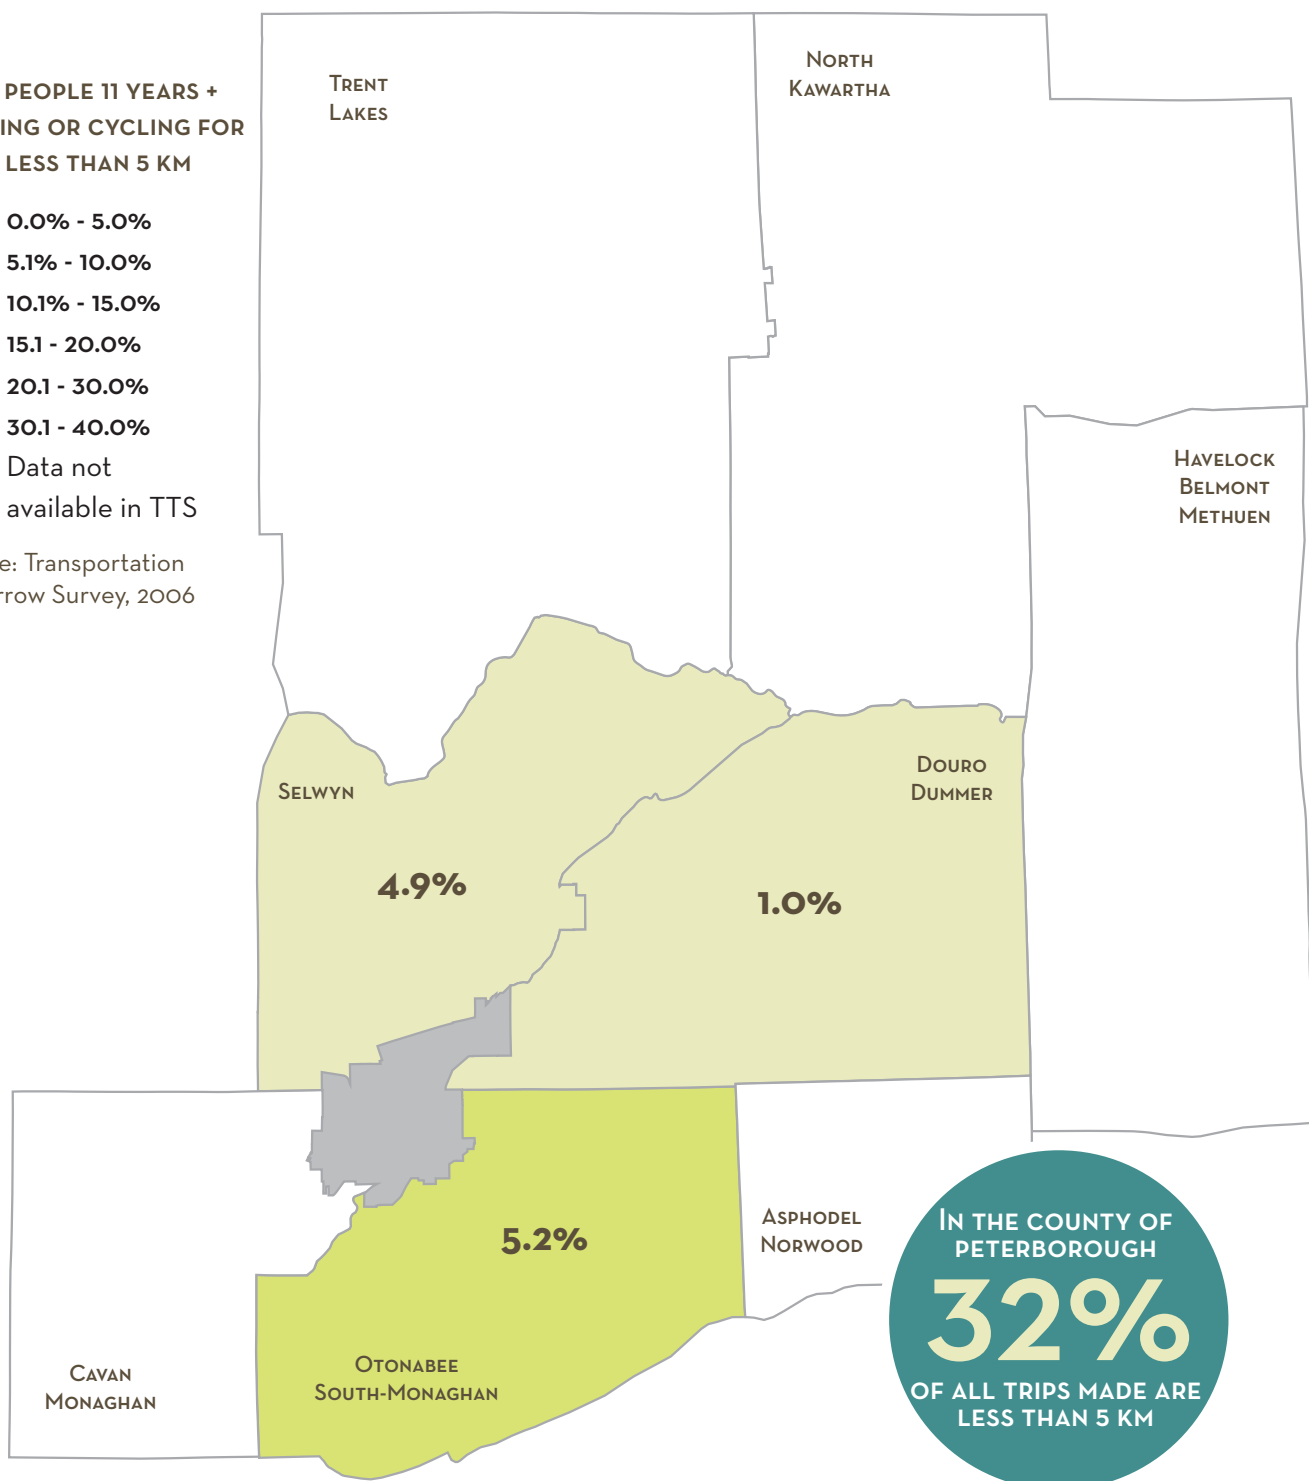 PEOPLE 11 YEARS +
ING OR CYCLING FOR
LESS THAN 5 KM
0.0% - 5.0%
5.1% - 10.0%
10.1% - 15.0%
15.1 - 20.0%
20.1 - 30.0%
30.1 - 40.0%
Data not
available in TTS
e: Transportation
rrow Survey, 2006
TRENT
LAKES
NORTH
KAWARTHA
HAVELOCK
BELMONT
METHUEN
SELWYN
4.9%
DOURO
DUMMER
1.0%
5.2%
ASPHODEL
NORWOOD
CAVAN
MONAGHAN
OTONABEE
SOUTH-MONAGHAN
IN THE COUNTY OF
PETERBOROUGH
32%
OF ALL TRIPS MADE ARE
LESS THAN 5 KM